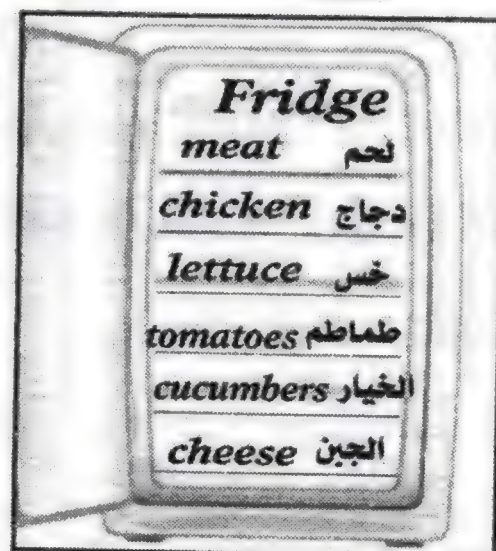 Fridge
meat لحم
chicken دجاج
lettuce خس
tomatoes طماطم
cucumbers الخيار
cheese الجبن